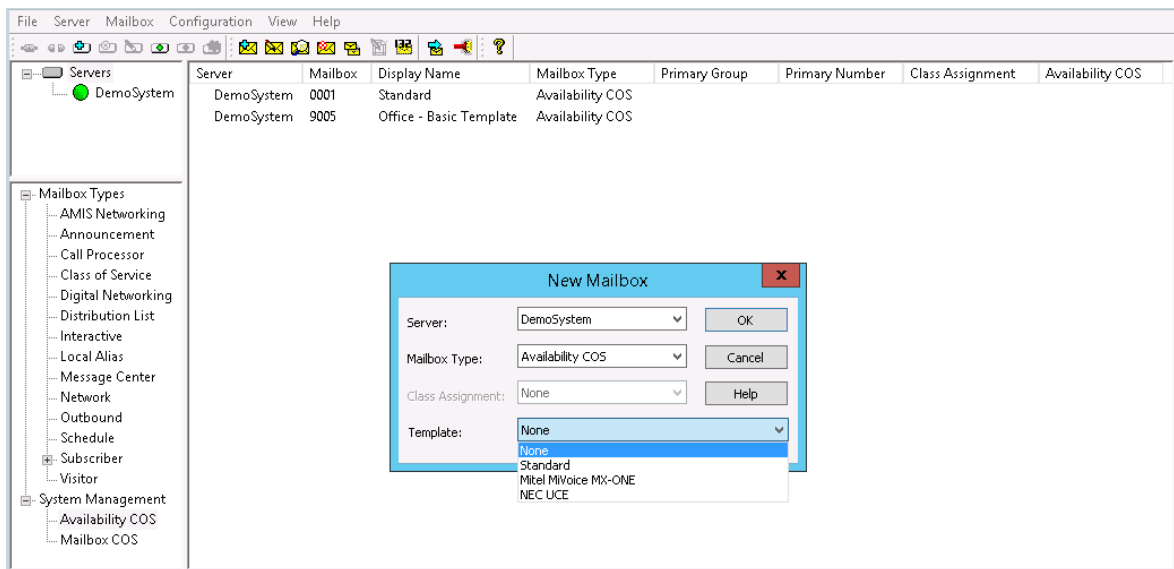 File Server Mailbox Configuration View Help
Servers
DemoSystem
Server Mailbox Display Name Mailbox Type Primary Group Primary Number Class Assignment Availability COS
DemoSystem 0001 Standard Availability COS
DemoSystem 9005 Office - Basic Template Availability COS
Mailbox Types
AMIS Networking
Announcement
Call Processor
Class of Service
Digital Networking
Distribution List
Interactive
Local Alias
Message Center
Network
Outbound
Schedule
Subscriber
Visitor
System Management
Availability COS
Mailbox COS
New Mailbox
x
Server: DemoSystem OK
Mailbox Type: Availability COS Cancel
Class Assignment: None Help
Template: None
None
Standard
Mitel MiVoice MX-ONE
NEC UCE